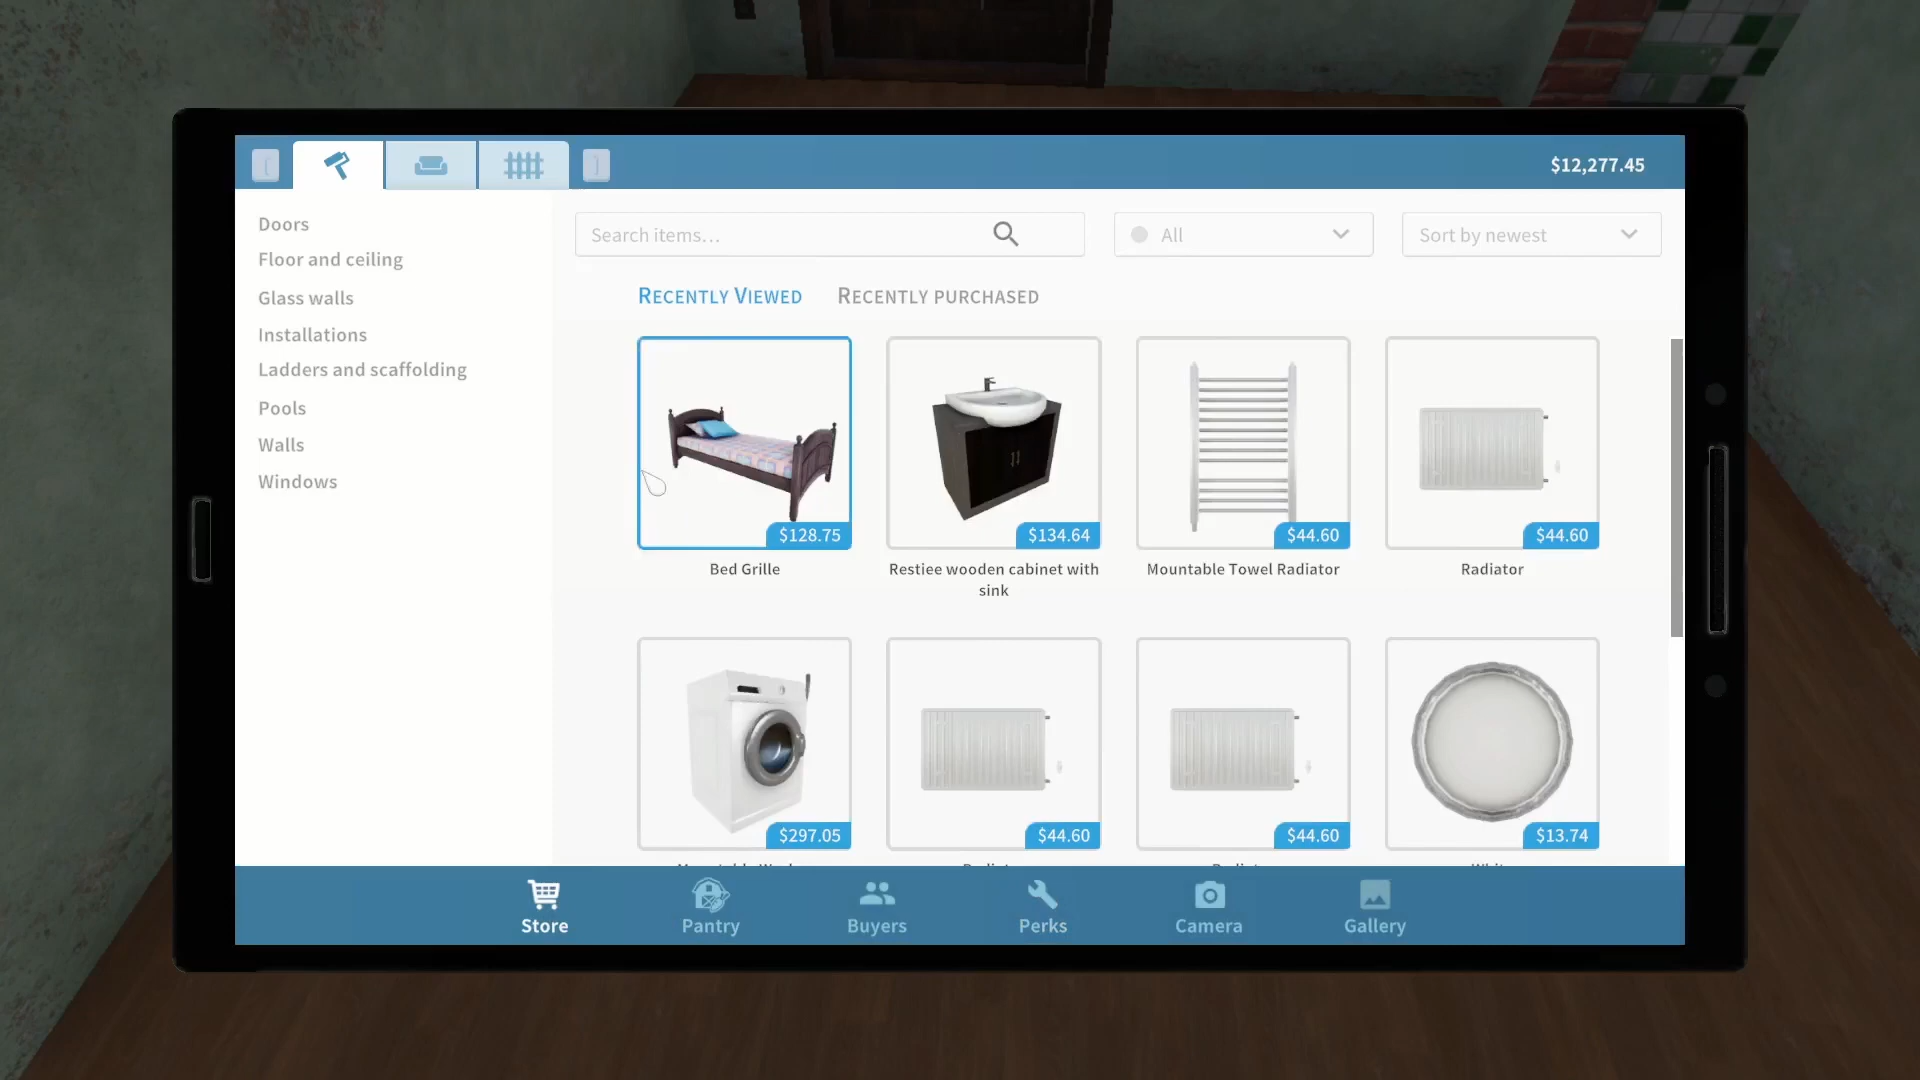 $12,277.45
Doors
Floor and ceiling
Glass walls
Installations
Ladders and scaffolding
Pools
Walls
Windows
Search items...
All
Sort by newest
RECENTLY VIEWED
RECENTLY PURCHASED
$128.75
$134.64
$44.60
$44.60
Bed Grille
Restiee wooden cabinet with
sink
Mountable Towel Radiator
Radiator
$297.05
$44.60
$44.60
$13.74
Store
Pantry
Buyers
Perks
Camera
Gallery